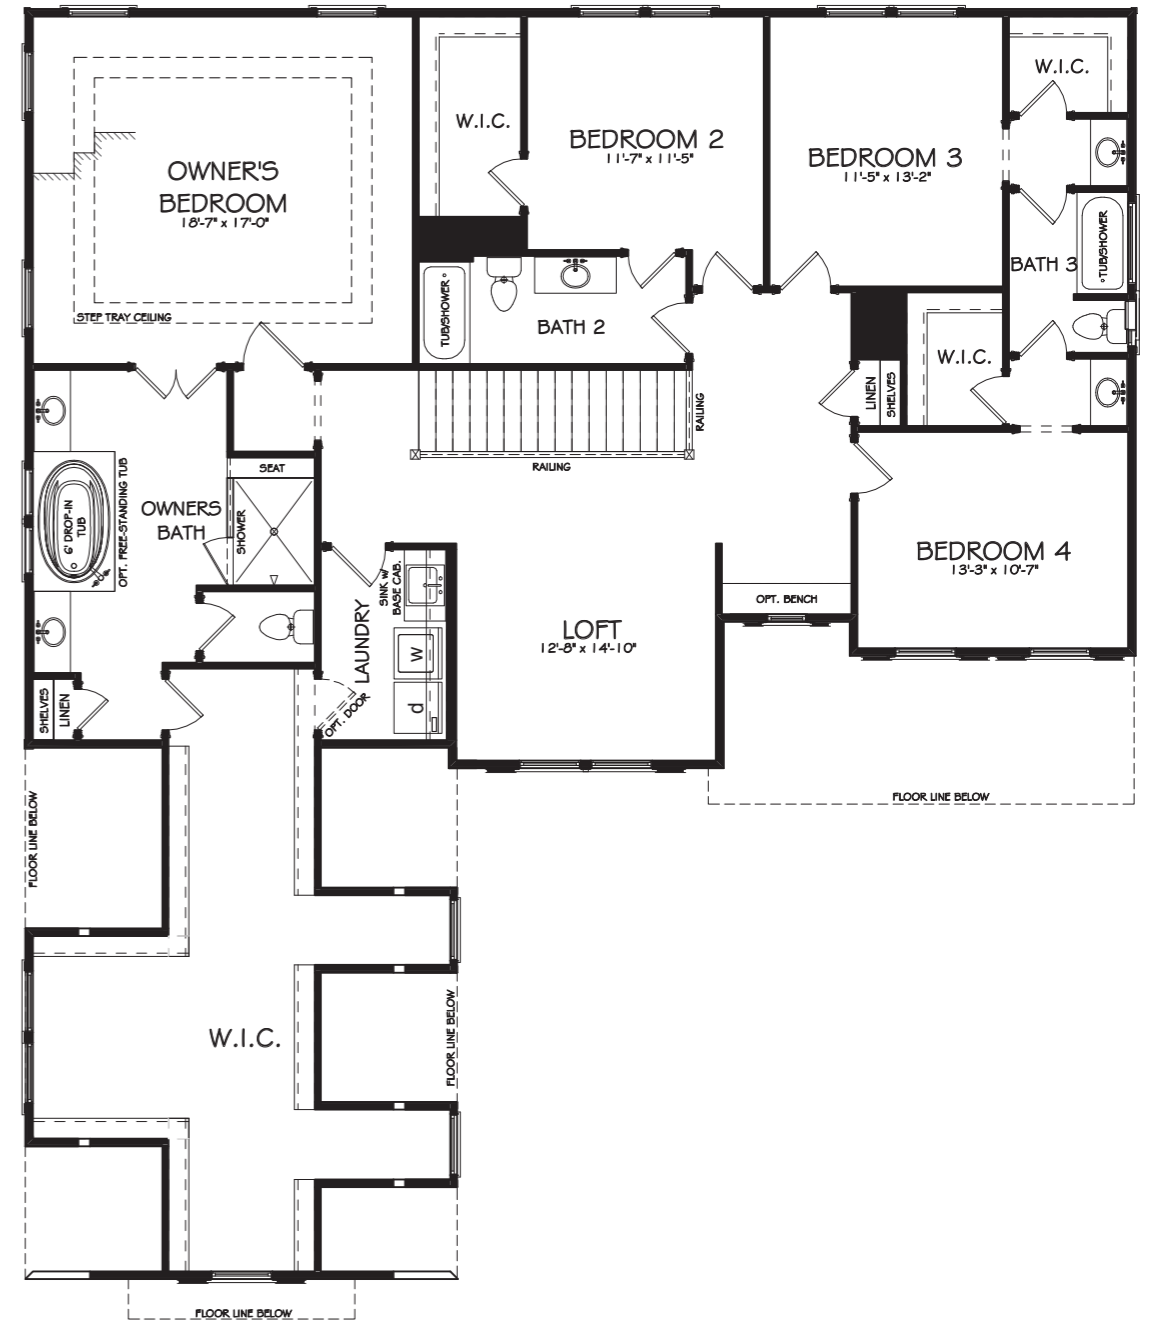 W.I.C.
W.I.C.
BEDROOM 2
11'-7" x 11'-5"
BEDROOM 3
11'-5" x 13'-2"
OWNER'S
BEDROOM
18'-7" x 17'-0"
STEP TRAY CEILING
TUB/SHOWER
BATH 2
TUB/SHOWER
BATH 3
W.I.C.
LINEN
SHELVES
RAILING
RAILING
SEAT
SHOWER
OWNERS
BATH
6' DROP-IN
TUB
OPT. FREE-STANDING TUB
SINK W/
BASE CAB.
LAUNDRY
W
d
OPT. DOOR
SHELVES
LINEN
LOFT
12'-8" x 14'-10"
OPT. BENCH
BEDROOM 4
13'-3" x 10'-7"
FLOOR LINE BELOW
FLOOR LINE BELOW
W.I.C.
FLOOR LINE BELOW
FLOOR LINE BELOW